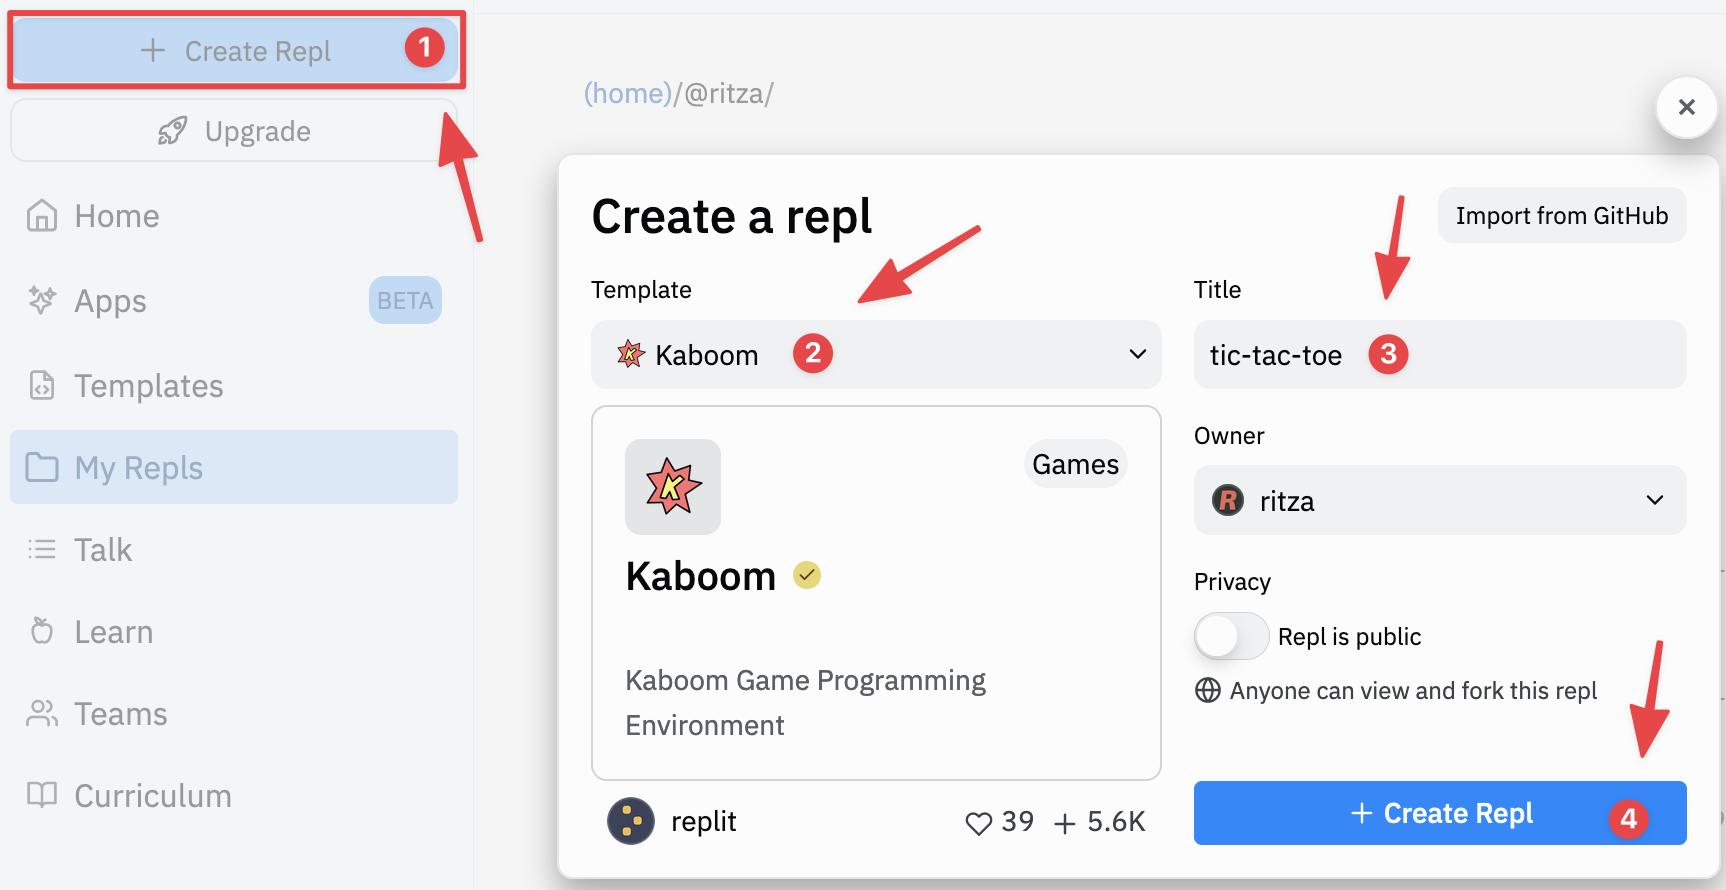 + Create Repl 1
Upgrade
Home
Apps BETA
Templates
My Repls
Talk
Learn
Teams
Curriculum
(home)/@ritza/
×
Create a repl
Import from GitHub
Template
K Kaboom 2
K
Games
Kaboom
Kaboom Game Programming
Environment
replit 39 + 5.6K
Title
tic-tac-toe 3
Owner
R ritza
Privacy
Repl is public
Anyone can view and fork this repl
+ Create Repl 4